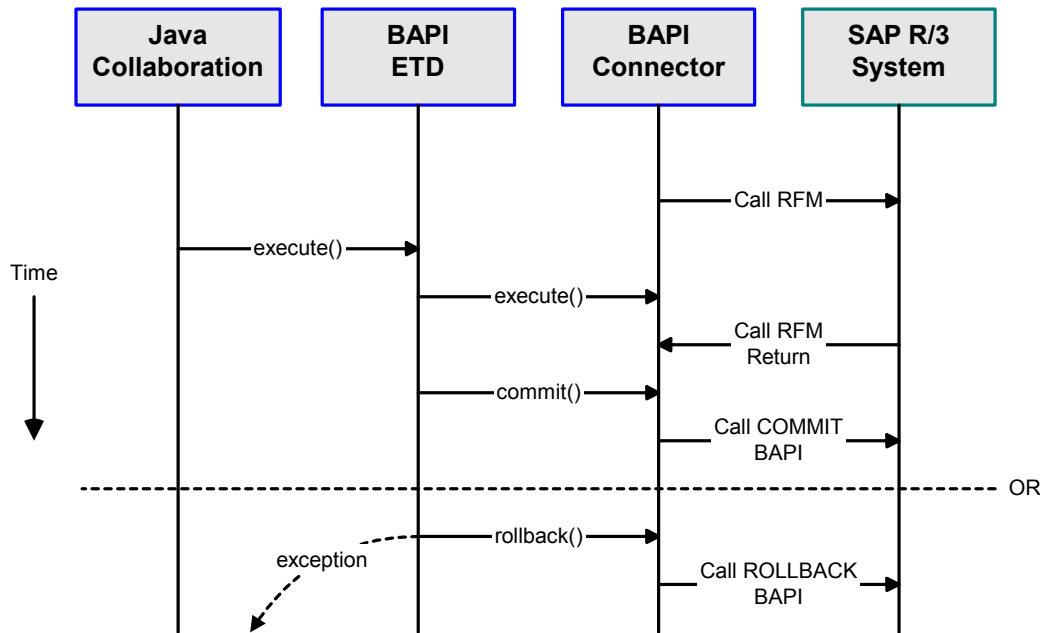 Java
Collaboration
BAPI
ETD
BAPI
Connector
SAP R/3
System
Call RFM
execute()
Time
execute()
Call RFM
Return
commit()
Call COMMIT
BAPI
OR
rollback()
exception
Call ROLLBACK
BAPI